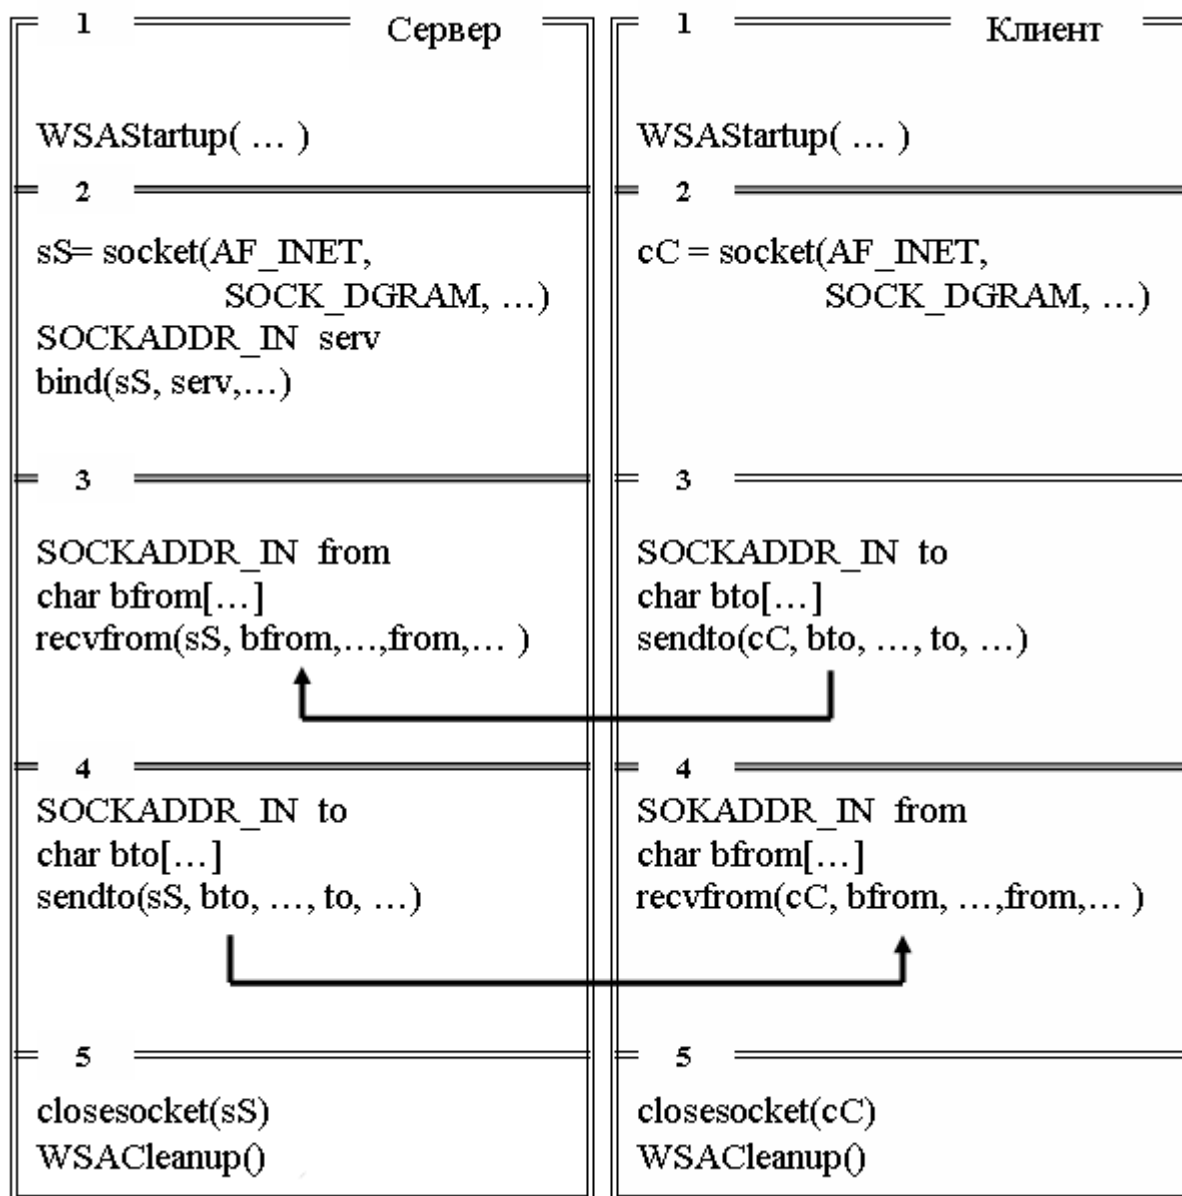 1 Сервер
WSAStartup( … )
2
sS= socket(AF_INET,
SOCK_DGRAM, …)
SOCKADDR_IN serv
bind(sS, serv,…)
3
SOCKADDR_IN from
char bfrom[…]
recvfrom(sS, bfrom,…,from,… )
4
SOCKADDR_IN to
char bto[…]
sendto(sS, bto, …, to, …)
5
closesocket(sS)
WSACleanup()
1 Клиент
WSAStartup( … )
2
cC = socket(AF_INET,
SOCK_DGRAM, …)
3
SOCKADDR_IN to
char bto[…]
sendto(cC, bto, …, to, …)
4
SOKADDR_IN from
char bfrom[…]
recvfrom(cC, bfrom, …,from,… )
5
closesocket(cC)
WSACleanup()